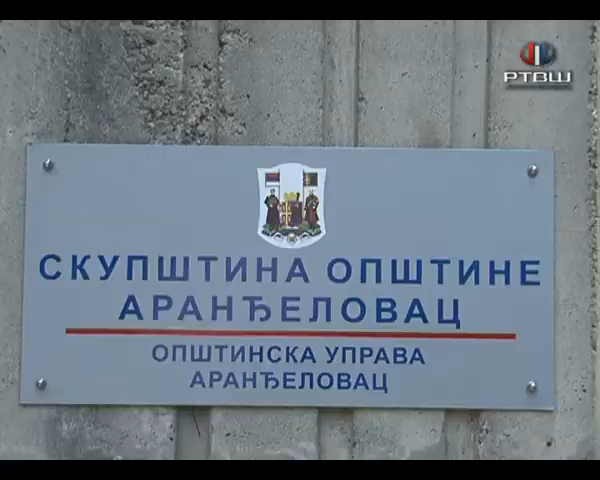 РТВШ
СКУПШТИНА ОПШТИНЕ
АРАНЂЕЛОВАЦ
ОПШТИНСКА УПРАВА
АРАНЂЕЛОВАЦ